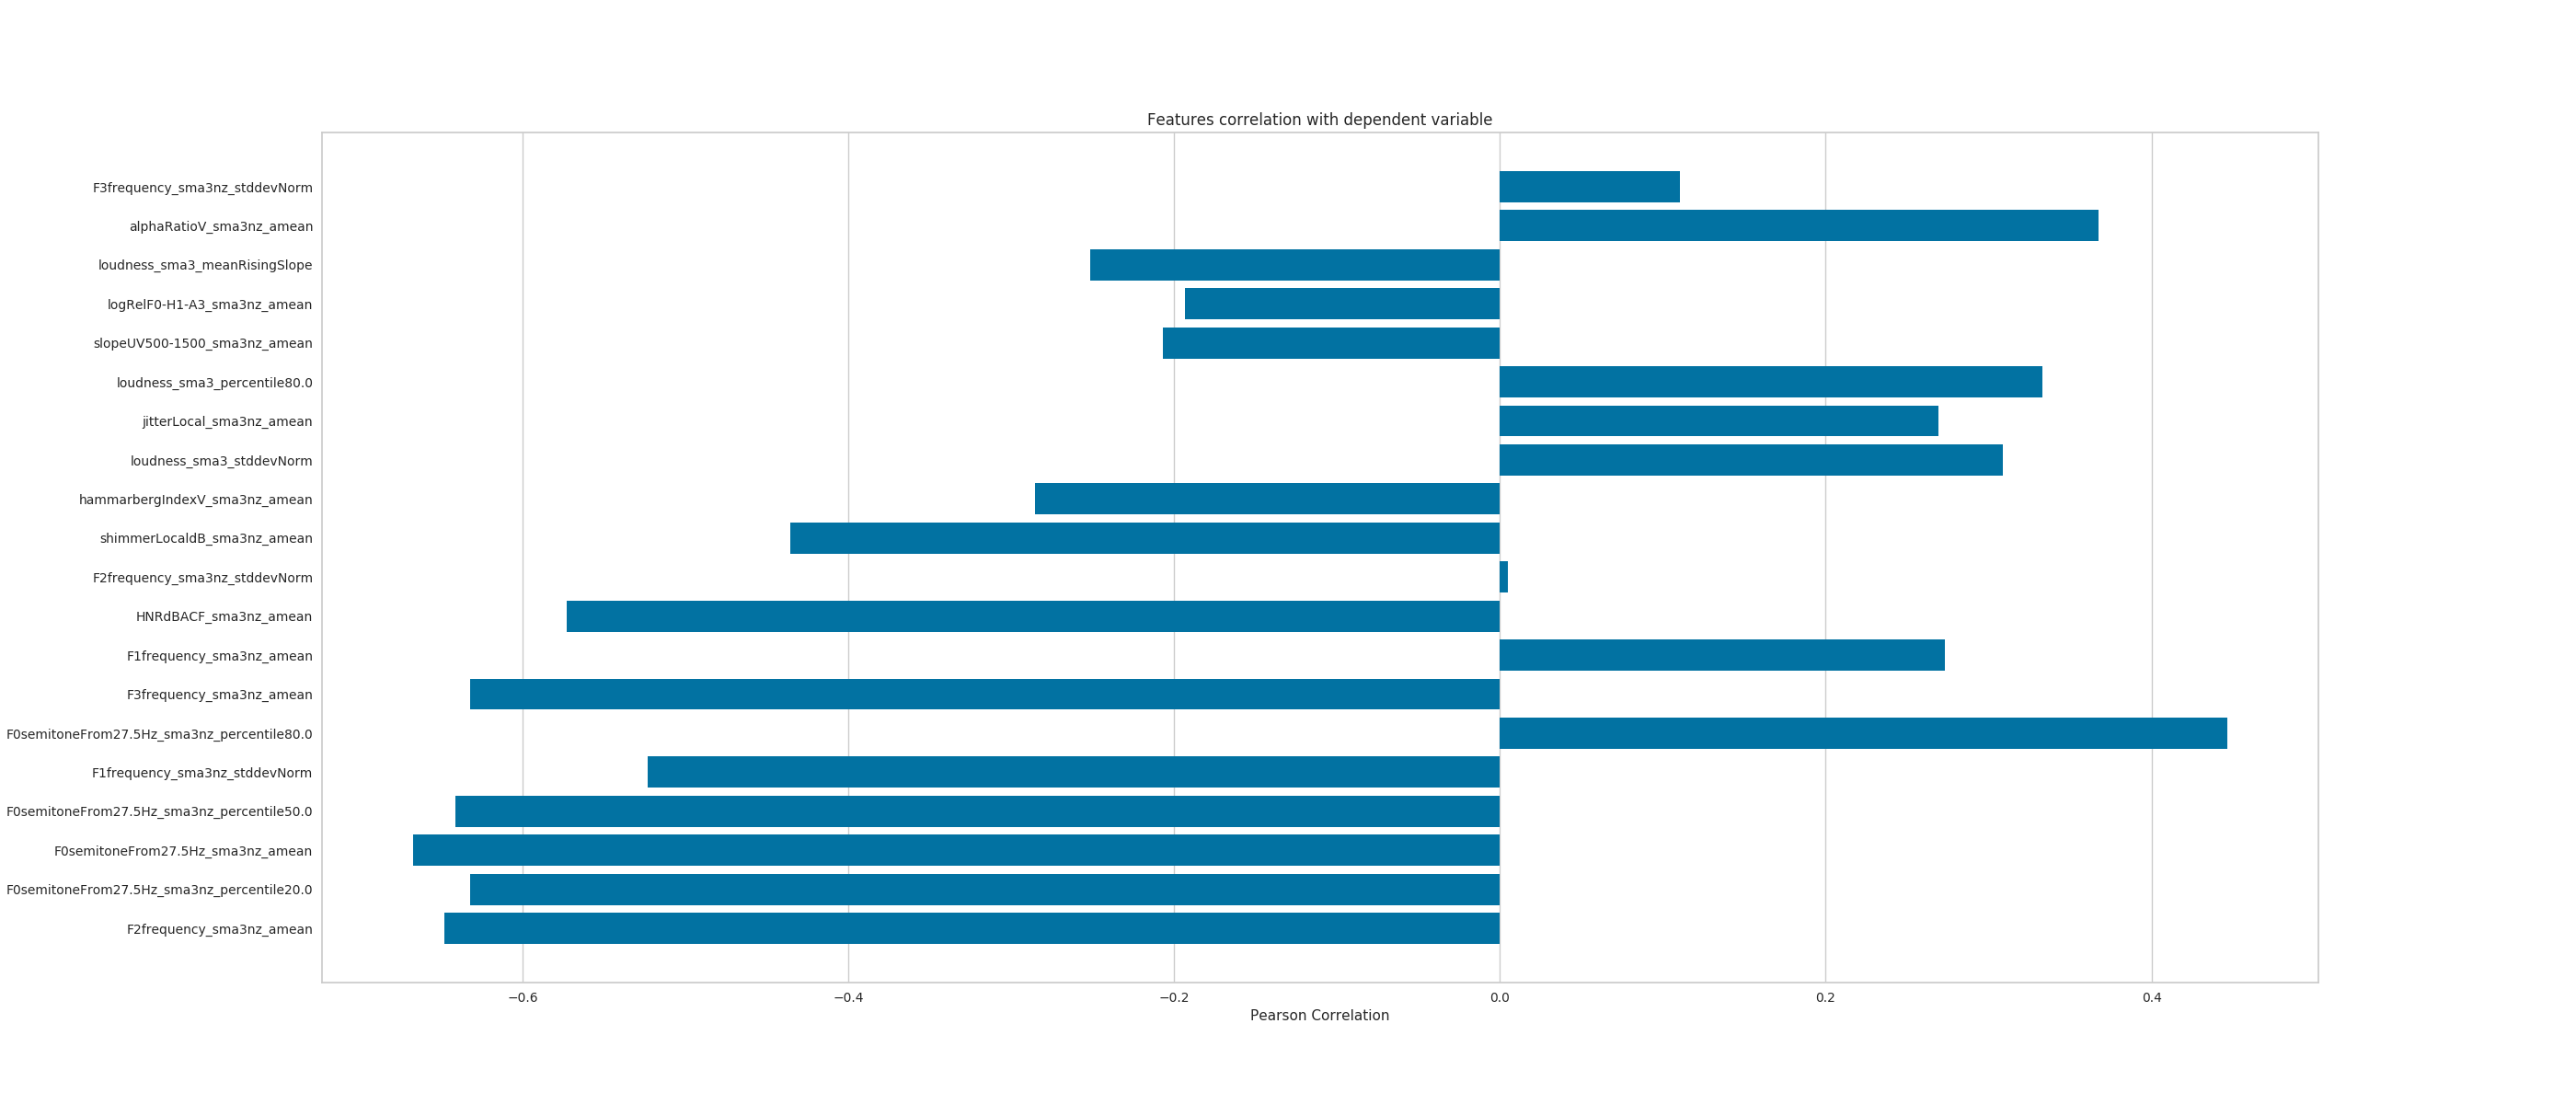 Features correlation with dependent variable
F3frequency_sma3nz_stddevNorm
alphaRatioV_sma3nz_amean
loudness_sma3_meanRisingSlope
logRelF0-H1-A3_sma3nz_amean
slopeUV500-1500_sma3nz_amean
loudness_sma3_percentile80.0
jitterLocal_sma3nz_amean
loudness_sma3_stddevNorm
hammarbergIndexV_sma3nz_amean
shimmerLocaldB_sma3nz_amean
F2frequency_sma3nz_stddevNorm
HNRdBACF_sma3nz_amean
F1frequency_sma3nz_amean
F3frequency_sma3nz_amean
F0semitoneFrom27.5Hz_sma3nz_percentile80.0
F1frequency_sma3nz_stddevNorm
F0semitoneFrom27.5Hz_sma3nz_percentile50.0
F0semitoneFrom27.5Hz_sma3nz_amean
F0semitoneFrom27.5Hz_sma3nz_percentile20.0
F2frequency_sma3nz_amean
−0.6 −0.4 −0.2 0.0 0.2 0.4
Pearson Correlation